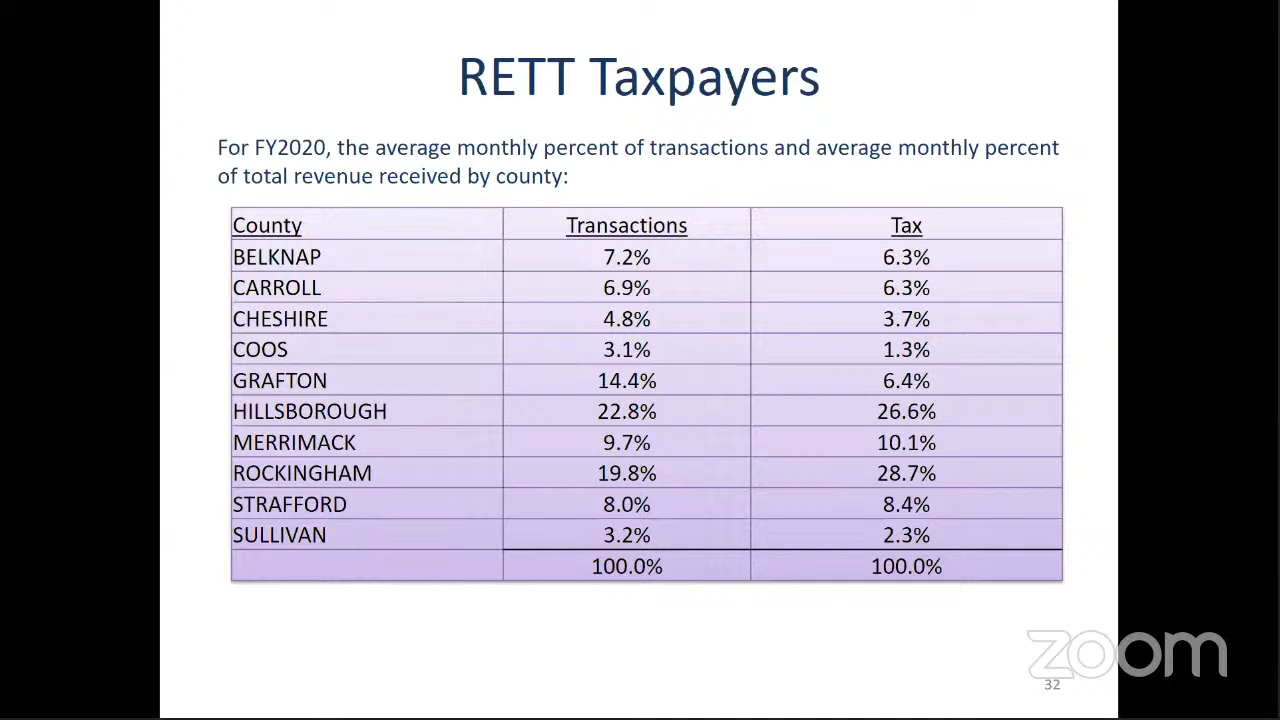 RETT Taxpayers
For FY2020, the average monthly percent of transactions and average monthly percent
of total revenue received by county:
County Transactions Tax
BELKNAP 7.2% 6.3%
CARROLL 6.9% 6.3%
CHESHIRE 4.8% 3.7%
COOS 3.1% 1.3%
GRAFTON 14.4% 6.4%
HILLSBOROUGH 22.8% 26.6%
MERRIMACK 9.7% 10.1%
ROCKINGHAM 19.8% 28.7%
STRAFFORD 8.0% 8.4%
SULLIVAN 3.2% 2.3%
100.0% 100.0%
zoom
32